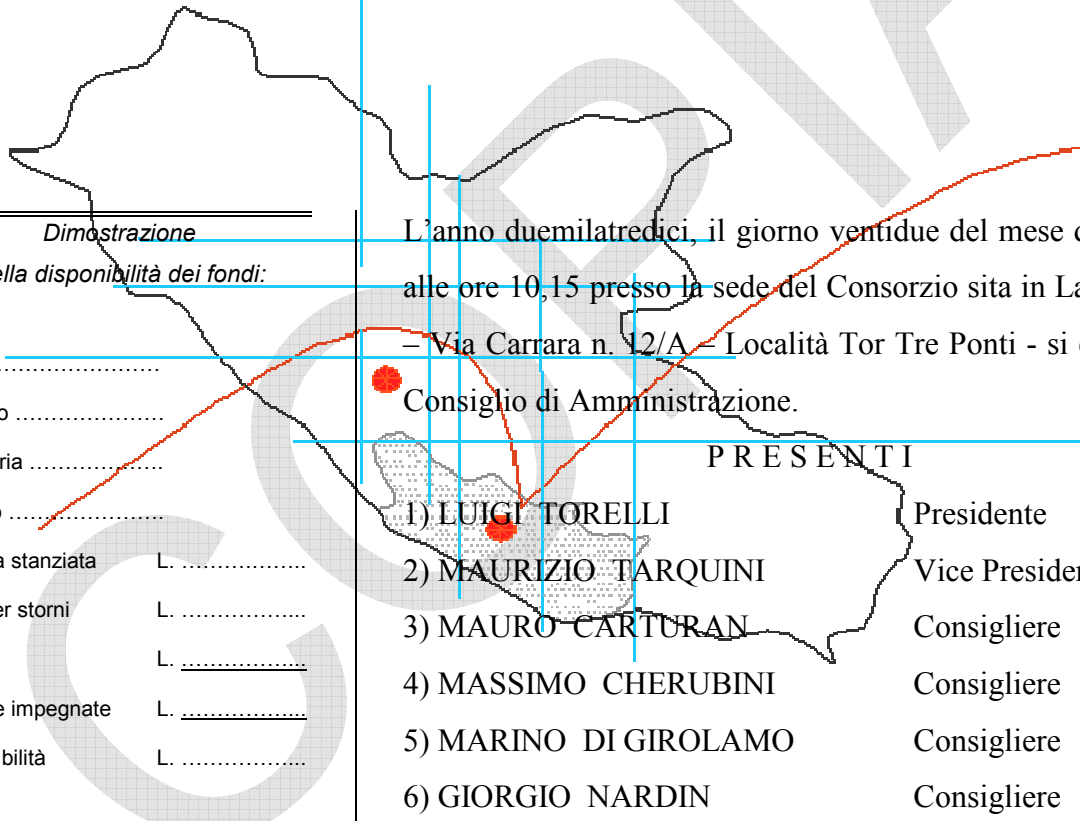 COPIA
Dimostrazione
ella disponibilità dei fondi:
o ………………….
ria ……………….
o ………………….
a stanziata L. ………………
er storni L. ………………
L. ………………
e impegnate L. ………………
bilità L. ………………
L'anno duemilatredici, il giorno ventidue del mese d
alle ore 10,15 presso la sede del Consorzio sita in La
– Via Carrara n. 12/A – Località Tor Tre Ponti - si
Consiglio di Amministrazione.
P R E S E N T I
1) LUIGI TORELLI Presidente
2) MAURIZIO TARQUINI Vice Presiden
3) MAURO CARTURAN Consigliere
4) MASSIMO CHERUBINI Consigliere
5) MARINO DI GIROLAMO Consigliere
6) GIORGIO NARDIN Consigliere